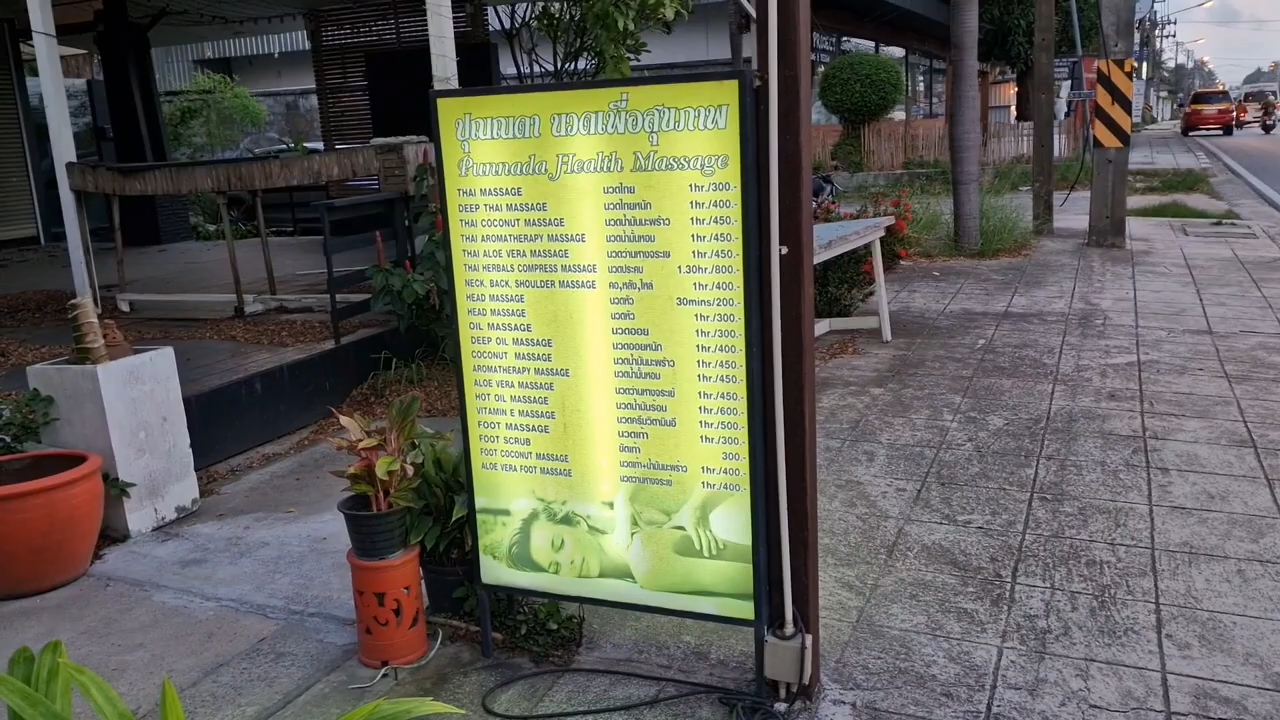 ปุณณดา นวดเพื่อสุขภาพ
Punnada Health Massage
THAI MASSAGE นวดไทย 1hr./300.-
DEEP THAI MASSAGE นวดไทยหนัก 1hr./400.-
THAI COCONUT MASSAGE นวดน้ำมันมะพร้าว 1hr./450.-
THAI AROMATHERAPY MASSAGE นวดน้ำมันหอม 1hr./450.-
THAI ALOE VERA MASSAGE นวดว่านหางจระเข้ 1hr./450.-
THAI HERBALS COMPRESS MASSAGE นวดประคบ 1.30hr./800.-
NECK, BACK, SHOULDER MASSAGE คอ,หลัง,ไหล่ 1hr./400.-
HEAD MASSAGE นวดหัว 30mins/200.-
HEAD MASSAGE นวดหัว 1hr./300.-
OIL MASSAGE นวดออย 1hr./300.-
DEEP OIL MASSAGE นวดออยหนัก 1hr./400.-
COCONUT MASSAGE นวดน้ำมันมะพร้าว 1hr./450.-
AROMATHERAPY MASSAGE นวดน้ำมันหอม 1hr./450.-
ALOE VERA MASSAGE นวดว่านหางจระเข้ 1hr./450.-
HOT OIL MASSAGE นวดน้ำมันร้อน 1hr./600.-
VITAMIN E MASSAGE นวดครีมวิตามินอี 1hr./500.-
FOOT MASSAGE นวดเท้า 1hr./300.-
FOOT SCRUB ขัดเท้า 300.-
FOOT COCONUT MASSAGE นวดเท้า+น้ำมันมะพร้าว 1hr./400.-
ALOE VERA FOOT MASSAGE นวดว่านหางจระเข้ 1hr./400.-